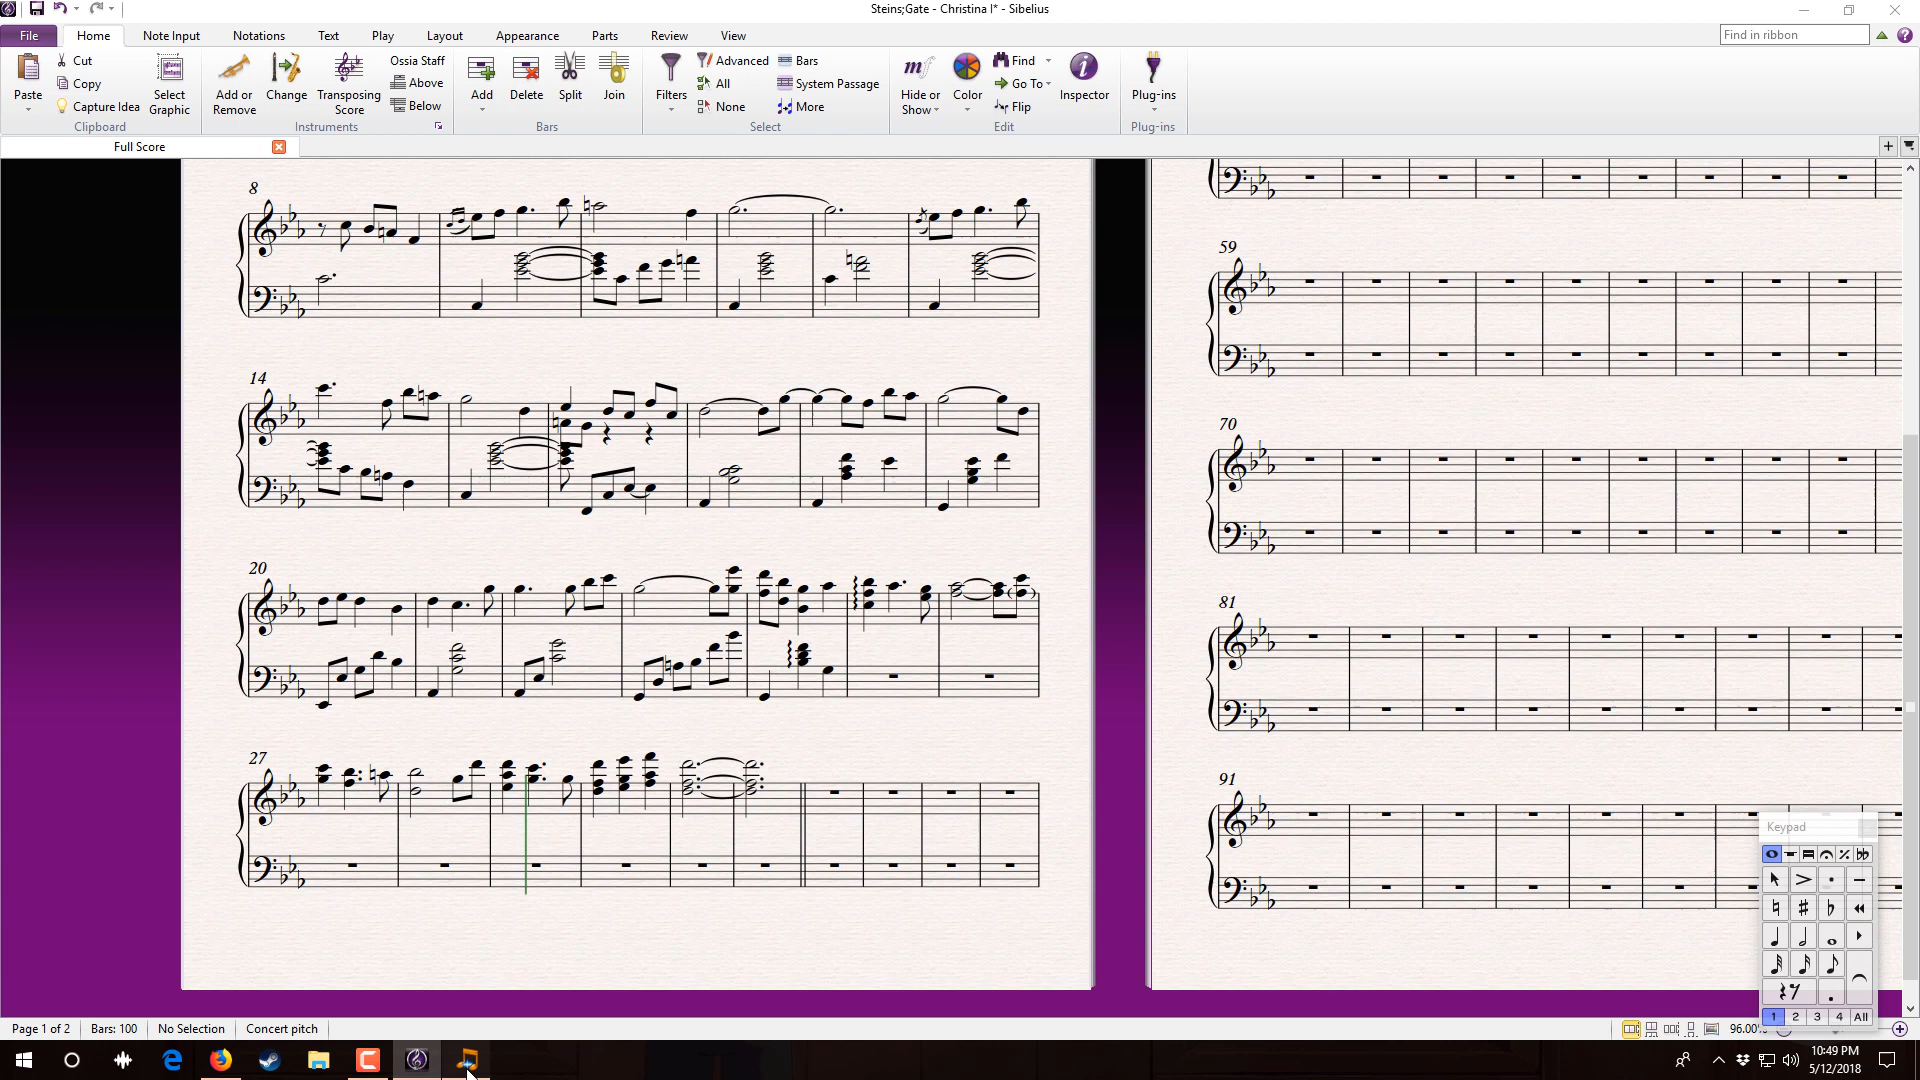 Steins;Gate - Christina I* - Sibelius
File Home Note Input Notations Text Play Layout Appearance Parts Review View
Find in ribbon
Paste
Cut
Copy
Capture Idea
Select Graphic
Clipboard
Add or Remove
Change
Transposing Score
Ossia Staff
Above
Below
Instruments
Add
Delete
Split
Join
Bars
Filters
Advanced
All
None
Bars
System Passage
More
Select
Hide or Show
Color
Find
Go To
Flip
Inspector
Edit
Plug-ins
Plug-ins
Full Score
8
14
20
27
59
70
81
91
Keypad
1 2 3 4 All
Page 1 of 2 Bars: 100 No Selection Concert pitch
96.00%
10:49 PM
5/12/2018